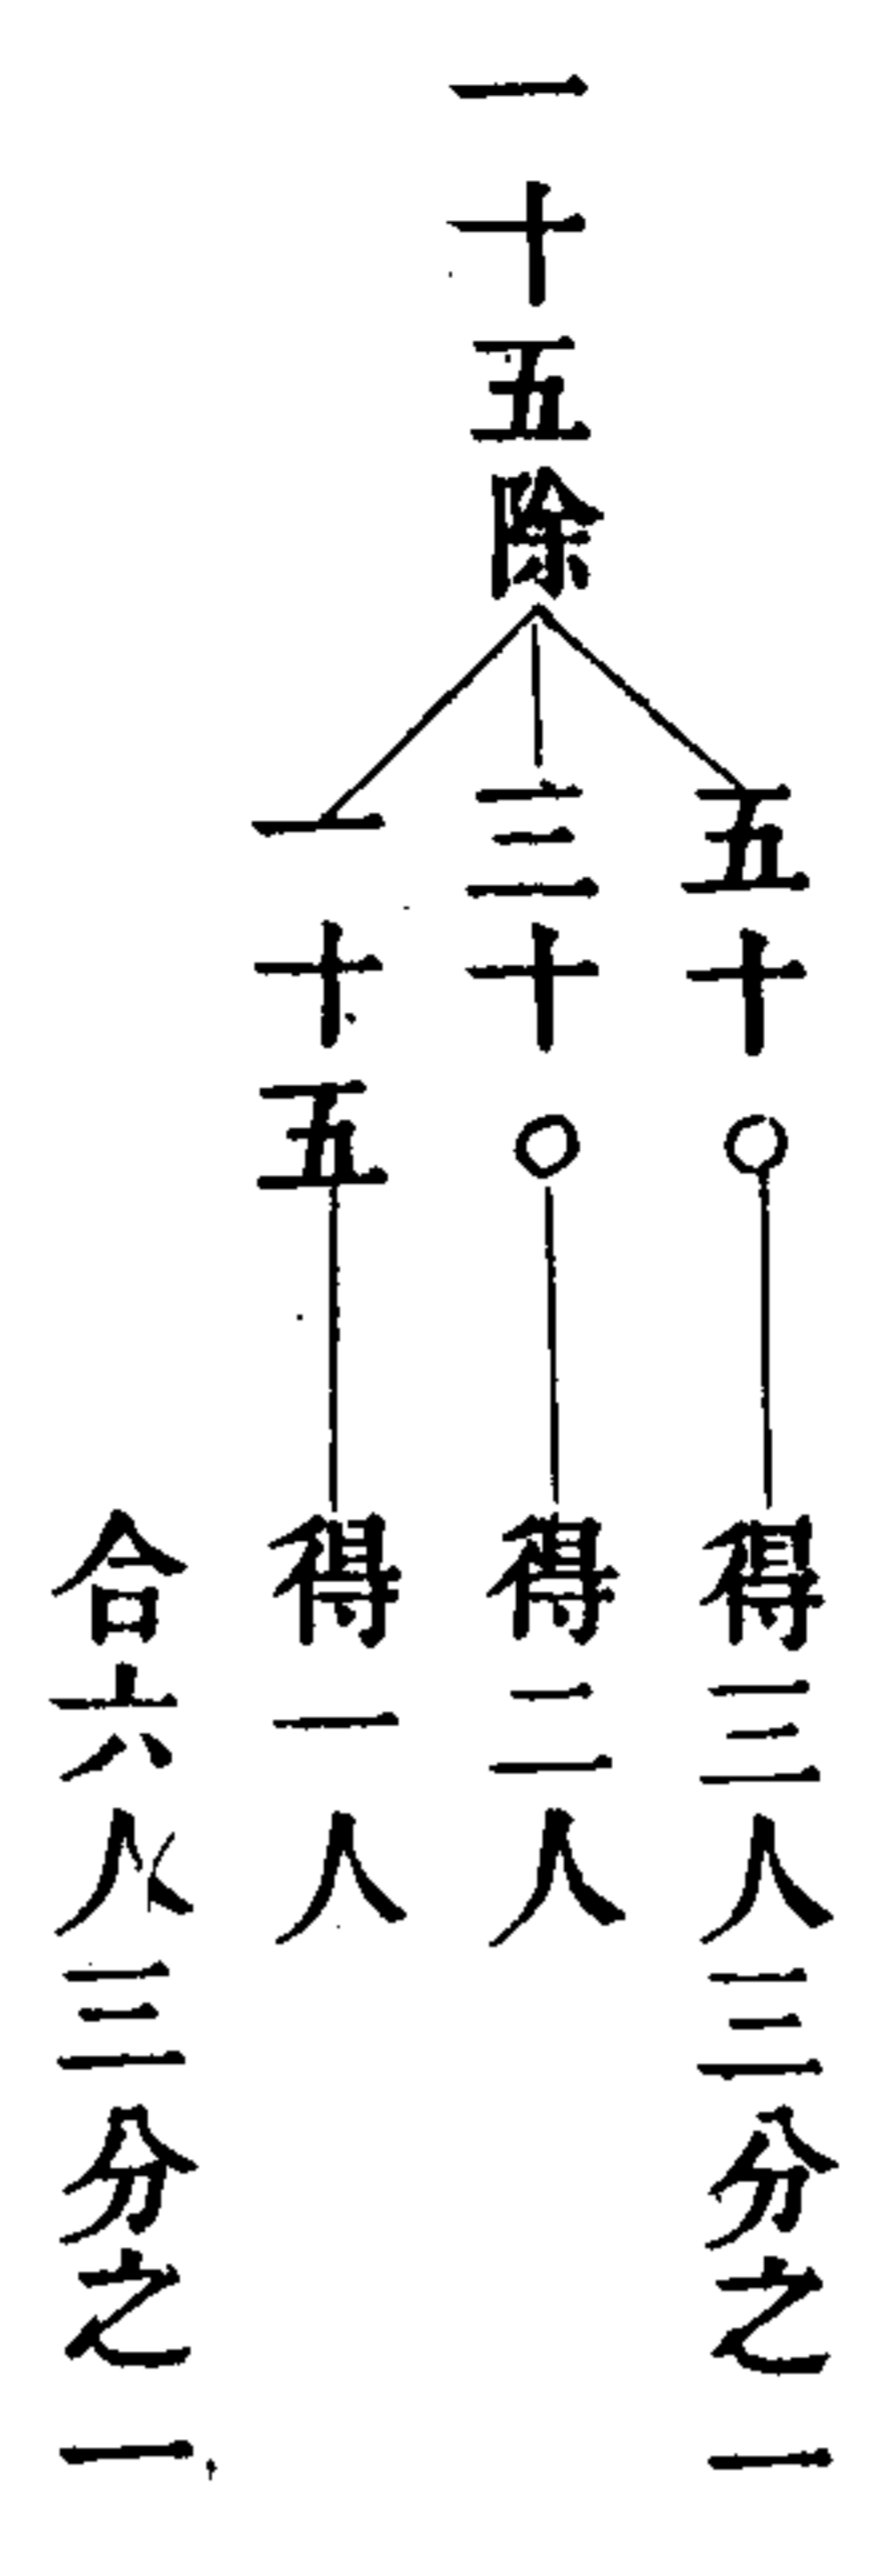 一十五除
五十〇
得三人三分之一
三十〇
得二人
一十五
得一人
合六人三分之一